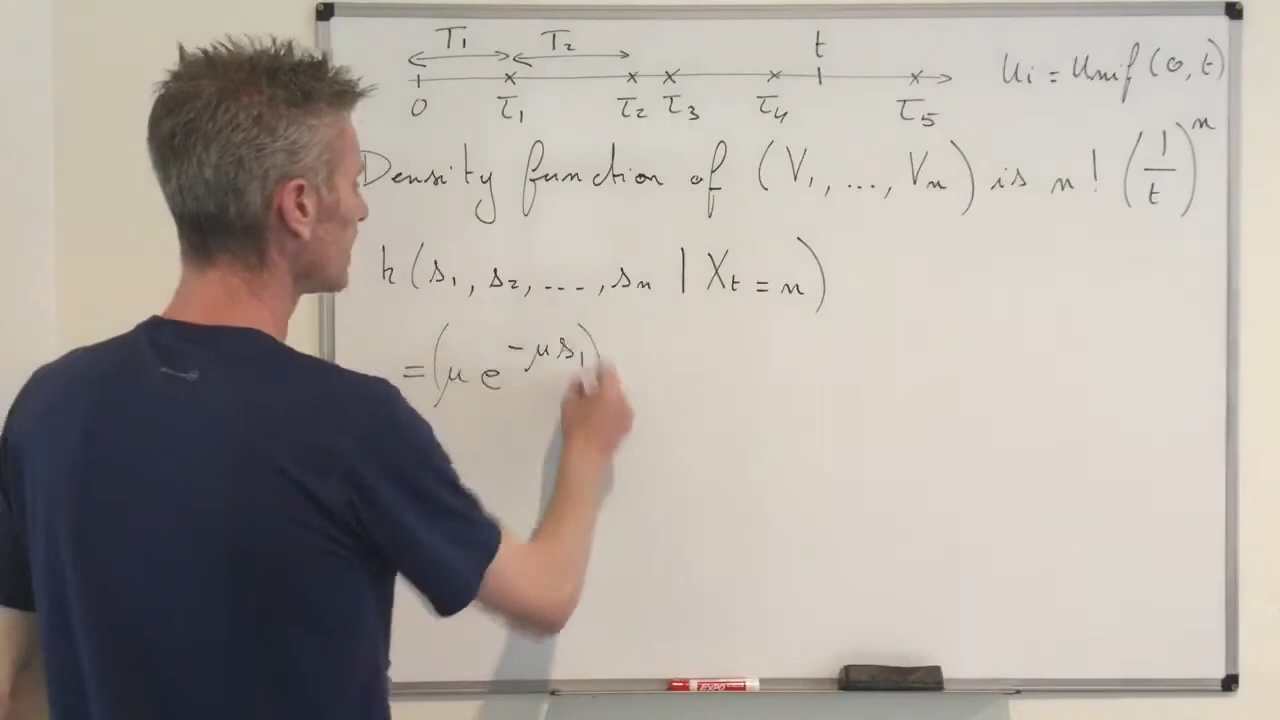 T₁ T₂ t
0 τ₁ τ₂ τ₃ τ₄ τ₅
Uᵢ = Unif (0, t)
Density function of (V₁, ..., Vₙ) is n! (1/t)ⁿ
h(s₁, s₂, ..., sₙ | Xₜ = n)
= (μ e^(-μ s₁))
EXPO